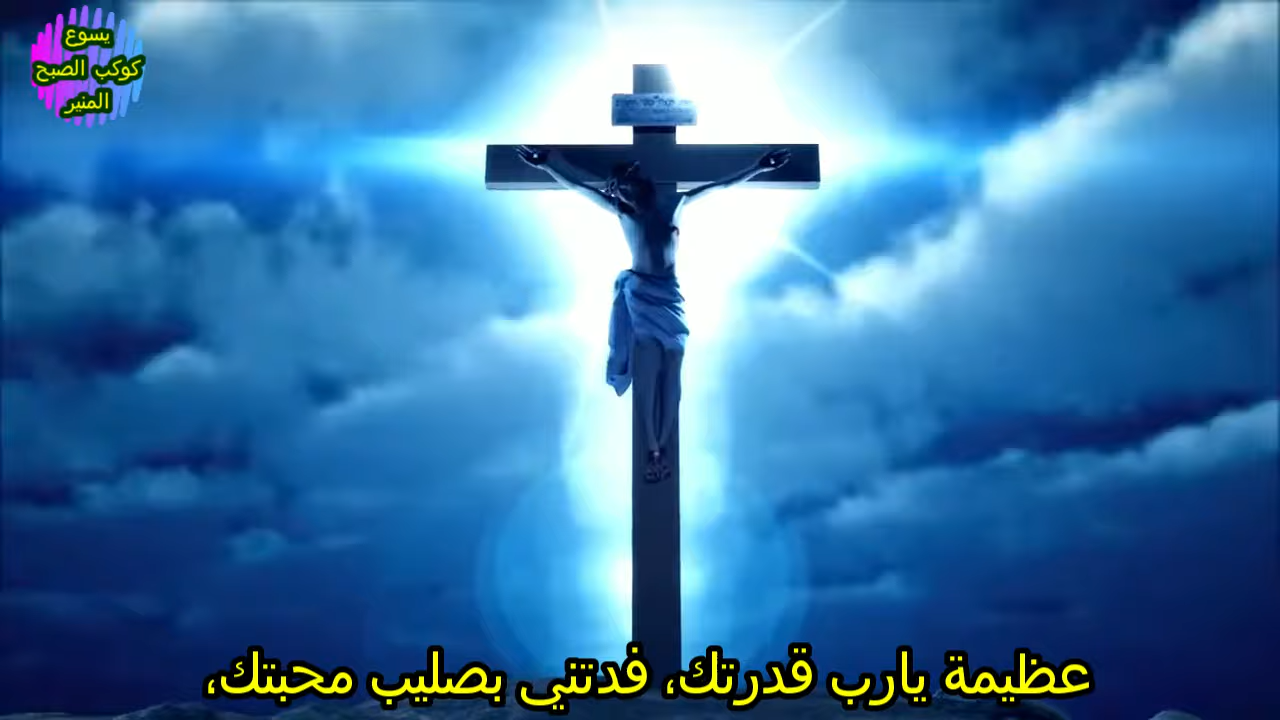 يسوع
كوكب الصبح
المنير
عظيمة يارب قدرتك، فدتني بصليب محبتك،